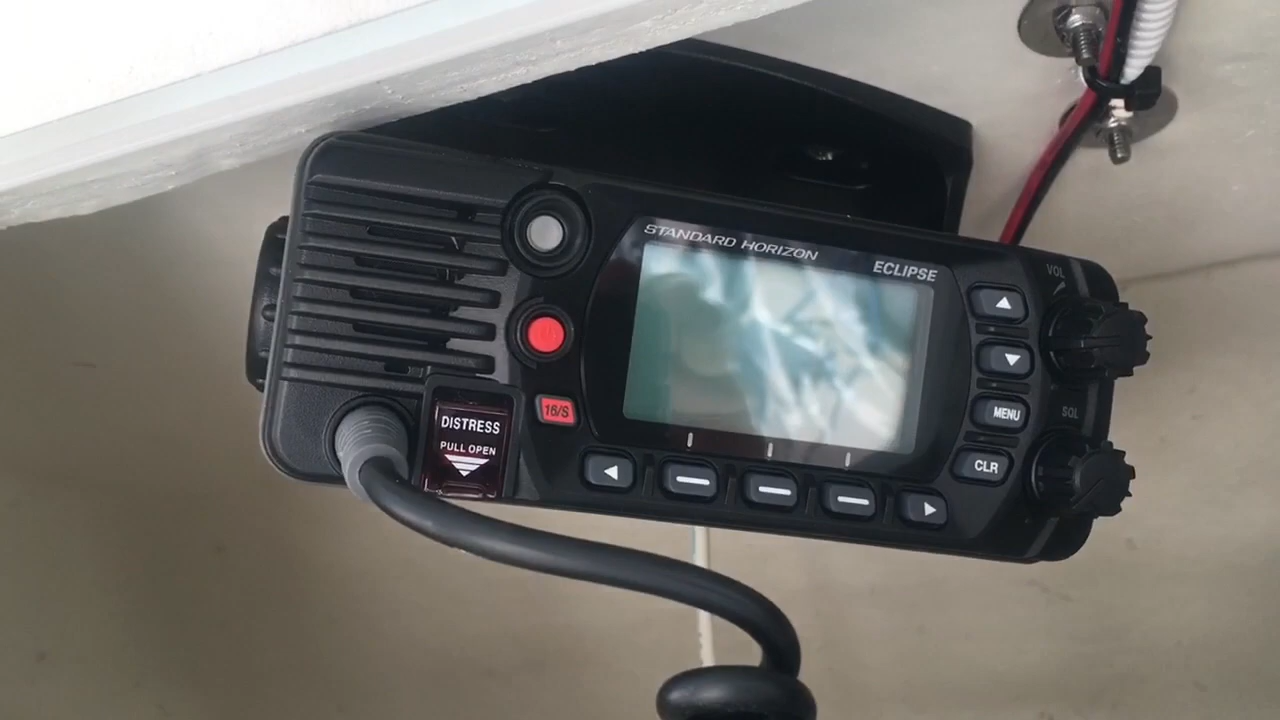 STANDARD HORIZON
ECLIPSE
VOL
16/S
DISTRESS
PULL OPEN
MENU
SQL
CLR